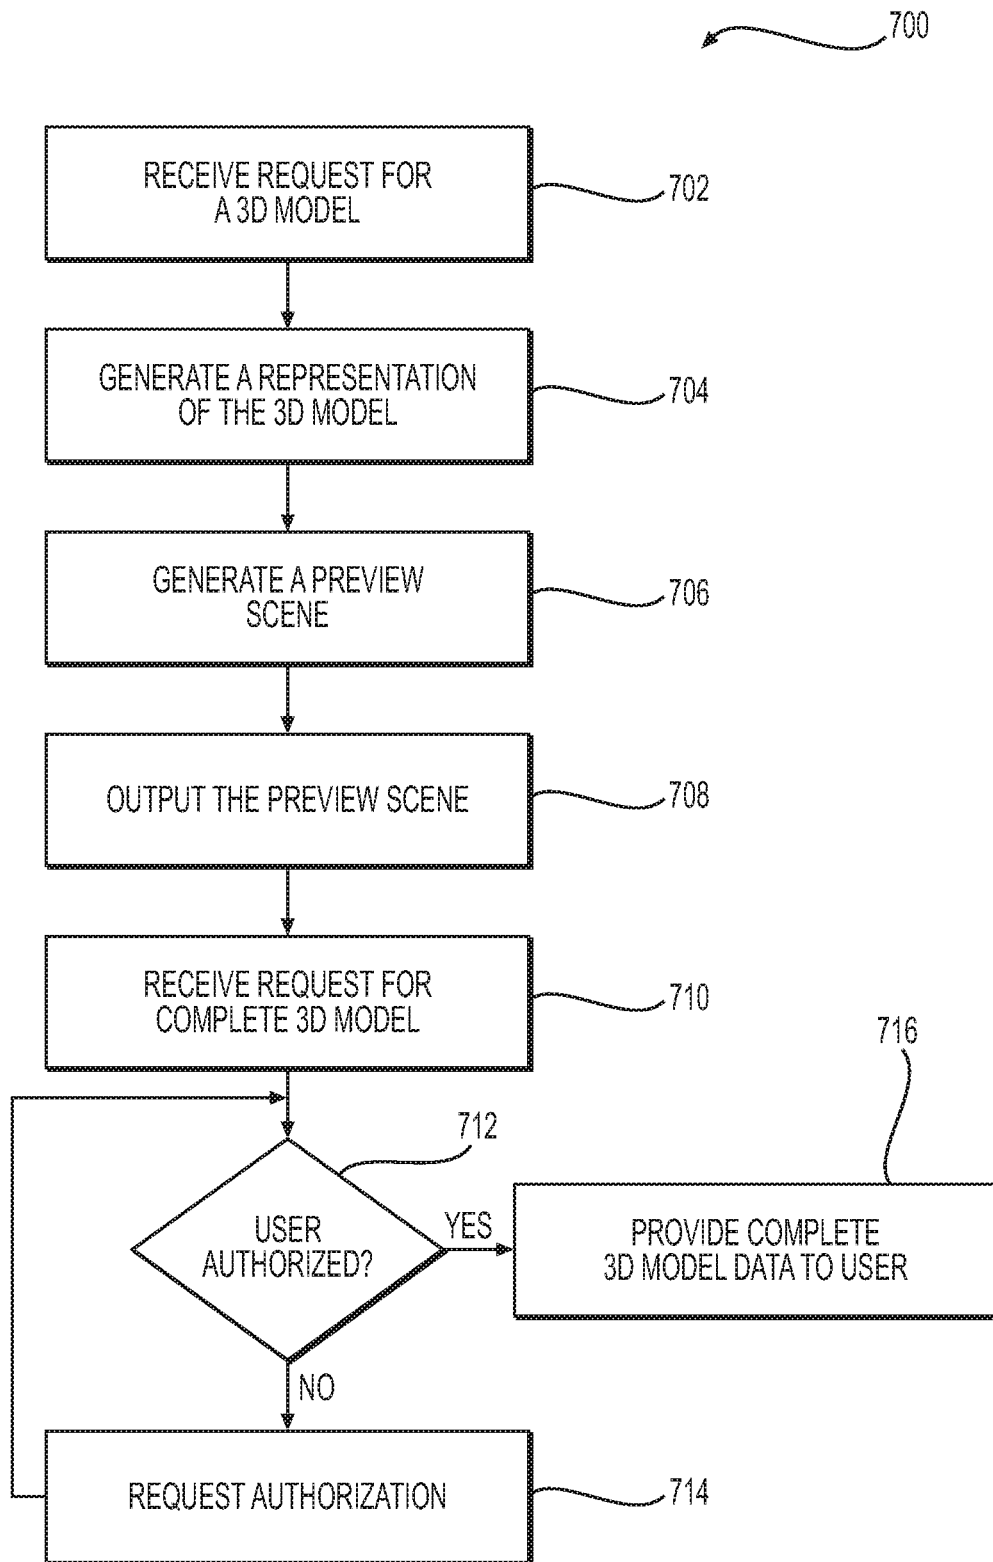 700
RECEIVE REQUEST FOR
A 3D MODEL
702
GENERATE A REPRESENTATION
OF THE 3D MODEL
704
GENERATE A PREVIEW
SCENE
706
OUTPUT THE PREVIEW SCENE
708
RECEIVE REQUEST FOR
COMPLETE 3D MODEL
710
716
712
USER
AUTHORIZED?
YES
PROVIDE COMPLETE
3D MODEL DATA TO USER
NO
REQUEST AUTHORIZATION
714